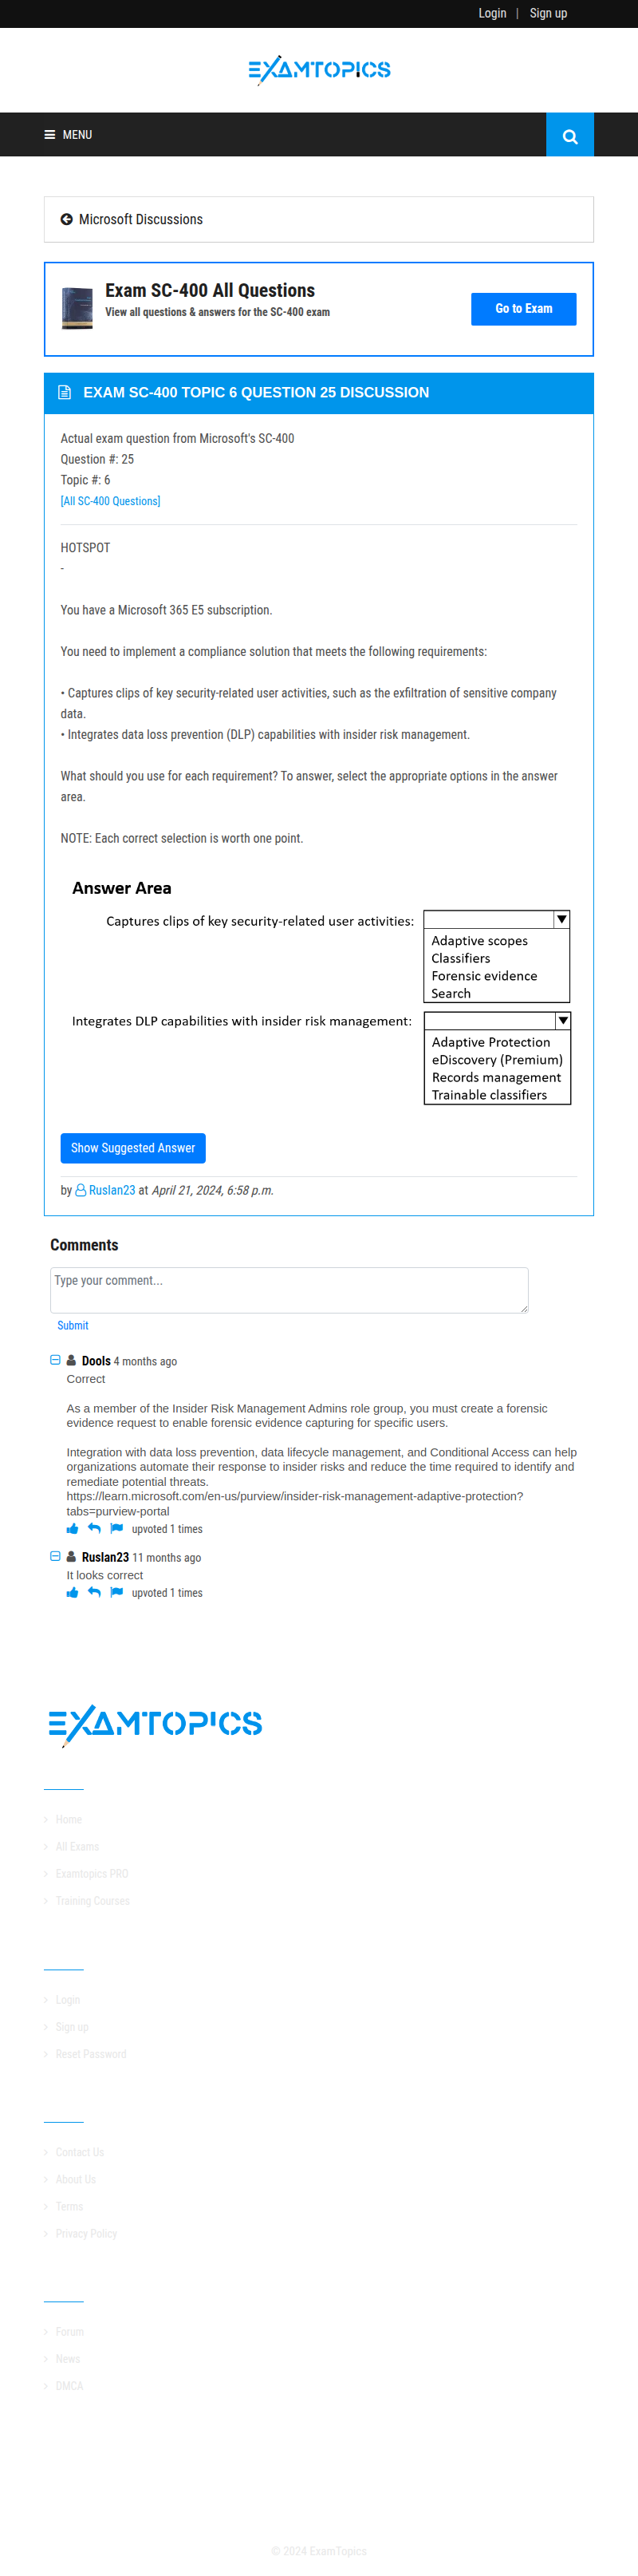 Login | Sign up
EXAMTOPICS
MENU
Microsoft Discussions
Exam SC-400 All Questions
View all questions & answers for the SC-400 exam
Go to Exam
EXAM SC-400 TOPIC 6 QUESTION 25 DISCUSSION
Actual exam question from Microsoft's SC-400
Question #: 25
Topic #: 6
[All SC-400 Questions]
HOTSPOT
-
You have a Microsoft 365 E5 subscription.
You need to implement a compliance solution that meets the following requirements:
• Captures clips of key security-related user activities, such as the exfiltration of sensitive company
data.
• Integrates data loss prevention (DLP) capabilities with insider risk management.
What should you use for each requirement? To answer, select the appropriate options in the answer
area.
NOTE: Each correct selection is worth one point.
Answer Area
Captures clips of key security-related user activities:
Adaptive scopes
Classifiers
Forensic evidence
Search
Integrates DLP capabilities with insider risk management:
Adaptive Protection
eDiscovery (Premium)
Records management
Trainable classifiers
Show Suggested Answer
by Ruslan23 at April 21, 2024, 6:58 p.m.
Comments
Type your comment...
Submit
Dools 4 months ago
Correct
As a member of the Insider Risk Management Admins role group, you must create a forensic
evidence request to enable forensic evidence capturing for specific users.
Integration with data loss prevention, data lifecycle management, and Conditional Access can help
organizations automate their response to insider risks and reduce the time required to identify and
remediate potential threats.
https://learn.microsoft.com/en-us/purview/insider-risk-management-adaptive-protection?
tabs=purview-portal
upvoted 1 times
Ruslan23 11 months ago
It looks correct
upvoted 1 times
EXAMTOPICS
Home
All Exams
Examtopics PRO
Training Courses
Login
Sign up
Reset Password
Contact Us
About Us
Terms
Privacy Policy
Forum
News
DMCA
© 2024 ExamTopics